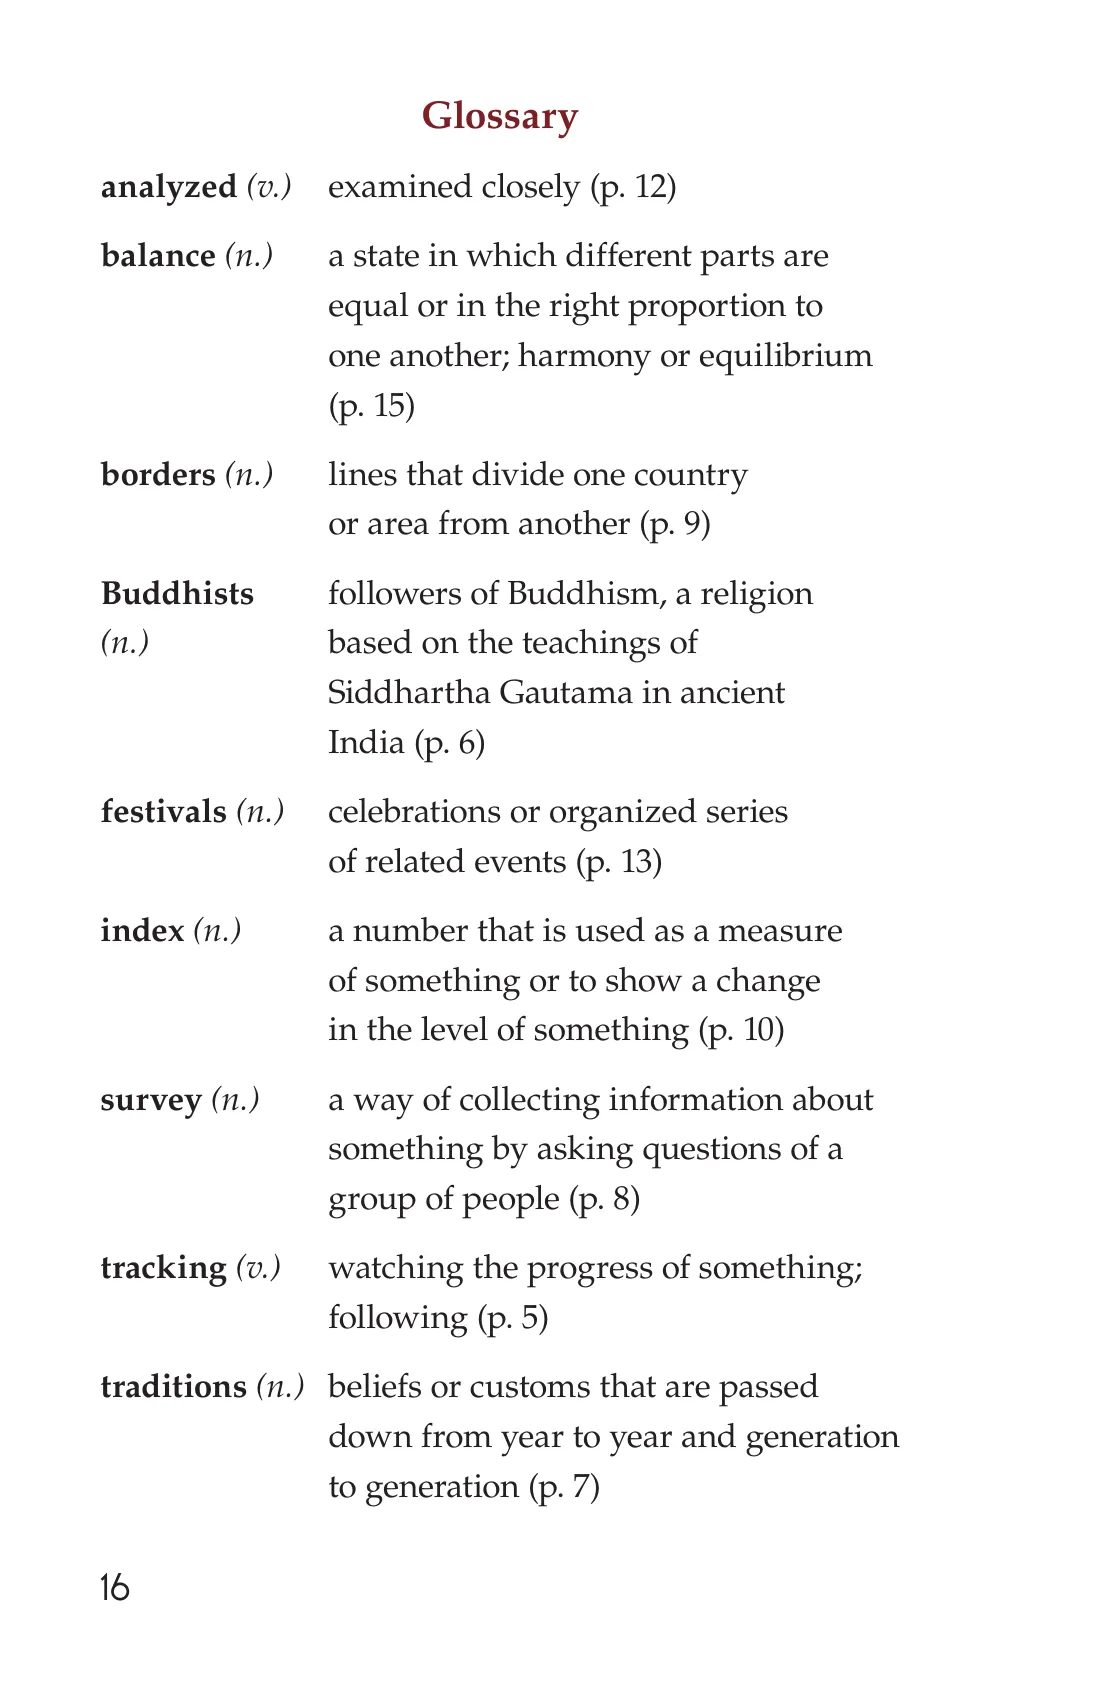 Glossary
analyzed (v.) examined closely (p. 12)
balance (n.) a state in which different parts are
equal or in the right proportion to
one another; harmony or equilibrium
(p. 15)
borders (n.) lines that divide one country
or area from another (p. 9)
Buddhists followers of Buddhism, a religion
(n.) based on the teachings of
Siddhartha Gautama in ancient
India (p. 6)
festivals (n.) celebrations or organized series
of related events (p. 13)
index (n.) a number that is used as a measure
of something or to show a change
in the level of something (p. 10)
survey (n.) a way of collecting information about
something by asking questions of a
group of people (p. 8)
tracking (v.) watching the progress of something;
following (p. 5)
traditions (n.) beliefs or customs that are passed
down from year to year and generation
to generation (p. 7)
16